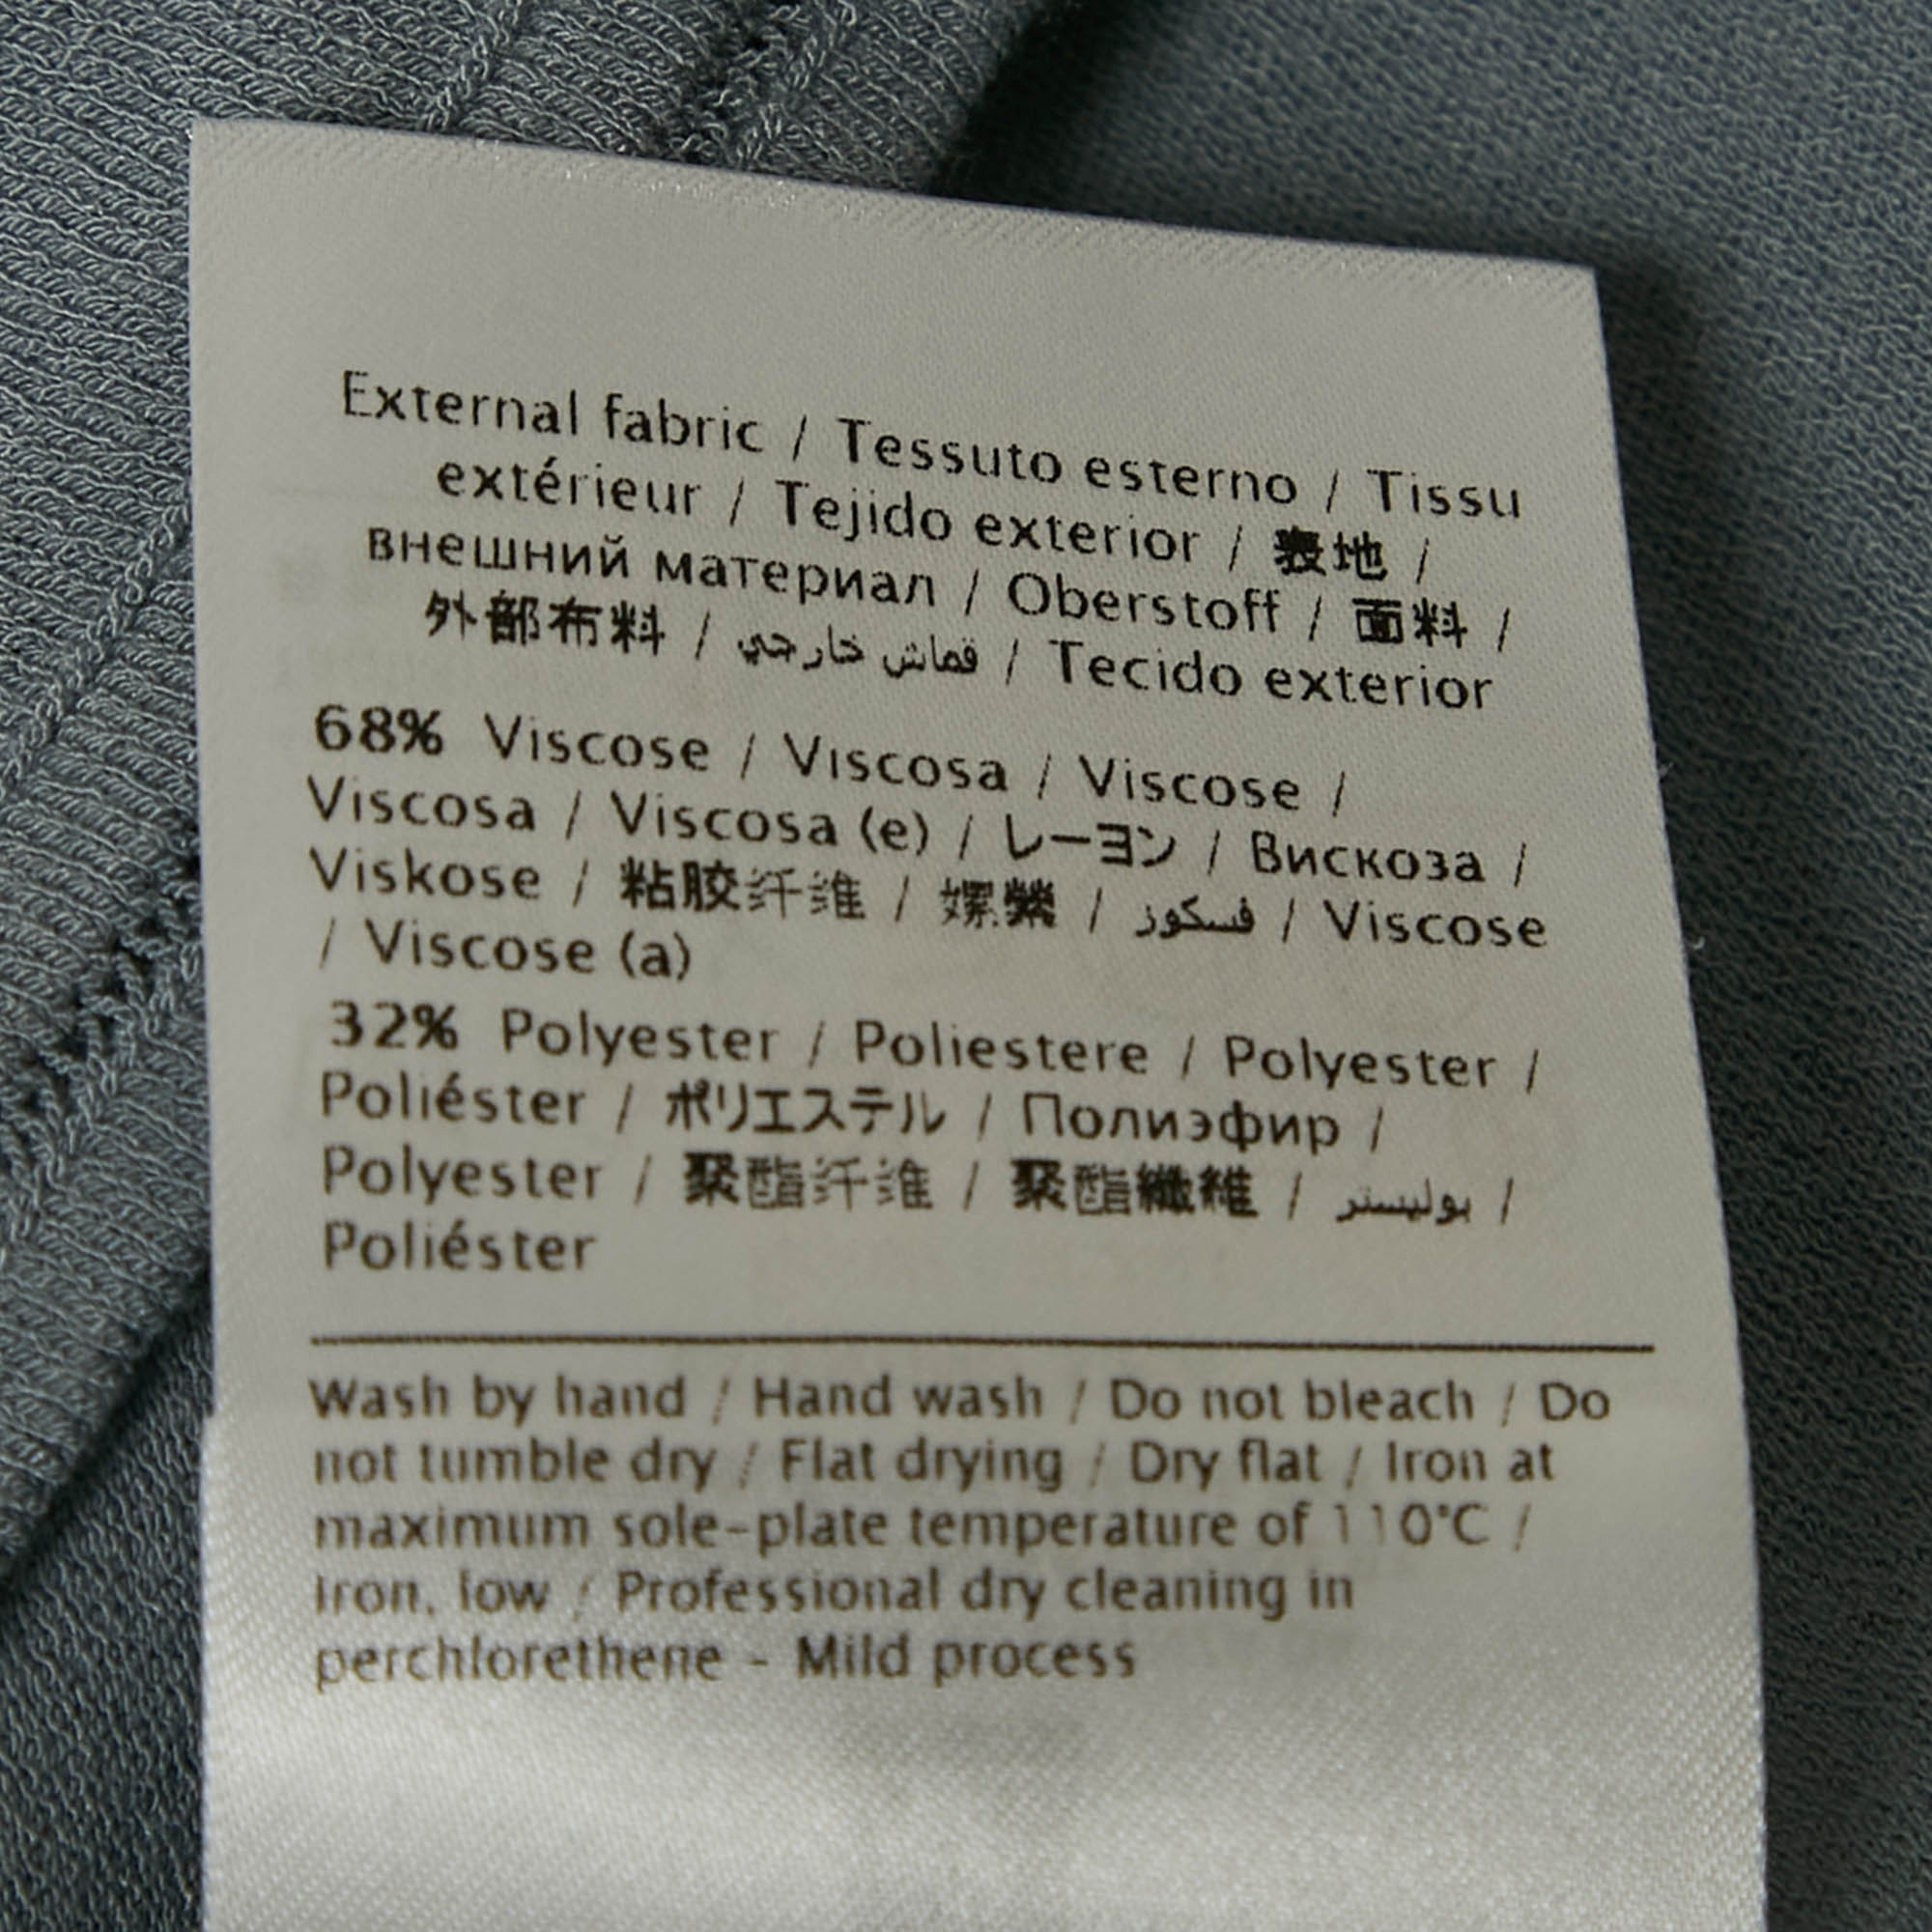 External fabric / Tessuto esterno / Tissu
extérieur / Tejido exterior / 表地 /
внешний материал / Oberstoff / 面料 /
外部布料 / قماش خارجي / Tecido exterior
68% Viscose / Viscosa / Viscose /
Viscosa / Viscosa (e) / レーヨン / Вискоза /
Viskose / 粘胶纤维 / 嫘縈 / فسكوز / Viscose
/ Viscose (a)
32% Polyester / Poliestere / Polyester /
Poliéster / ポリエステル / Полиэфир /
Polyester / 聚酯纤维 / 聚酯纖維 / بوليستر /
Poliéster
Wash by hand / Hand wash / Do not bleach / Do
not tumble dry / Flat drying / Dry flat / Iron at
maximum sole-plate temperature of 110°C /
Iron, low / Professional dry cleaning in
perchlorethene - Mild process